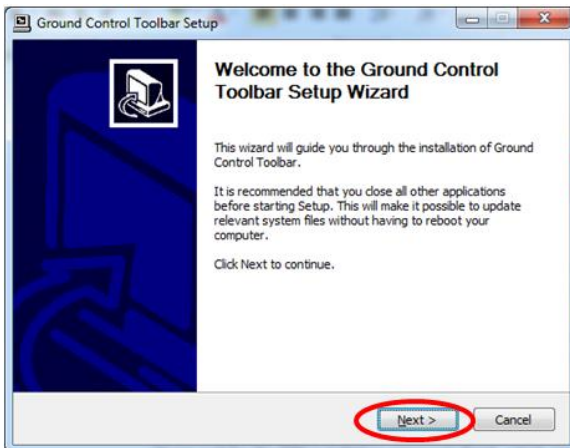 Ground Control Toolbar Setup
Welcome to the Ground Control
Toolbar Setup Wizard
This wizard will guide you through the installation of Ground
Control Toolbar.
It is recommended that you close all other applications
before starting Setup. This will make it possible to update
relevant system files without having to reboot your
computer.
Click Next to continue.
Next >
Cancel